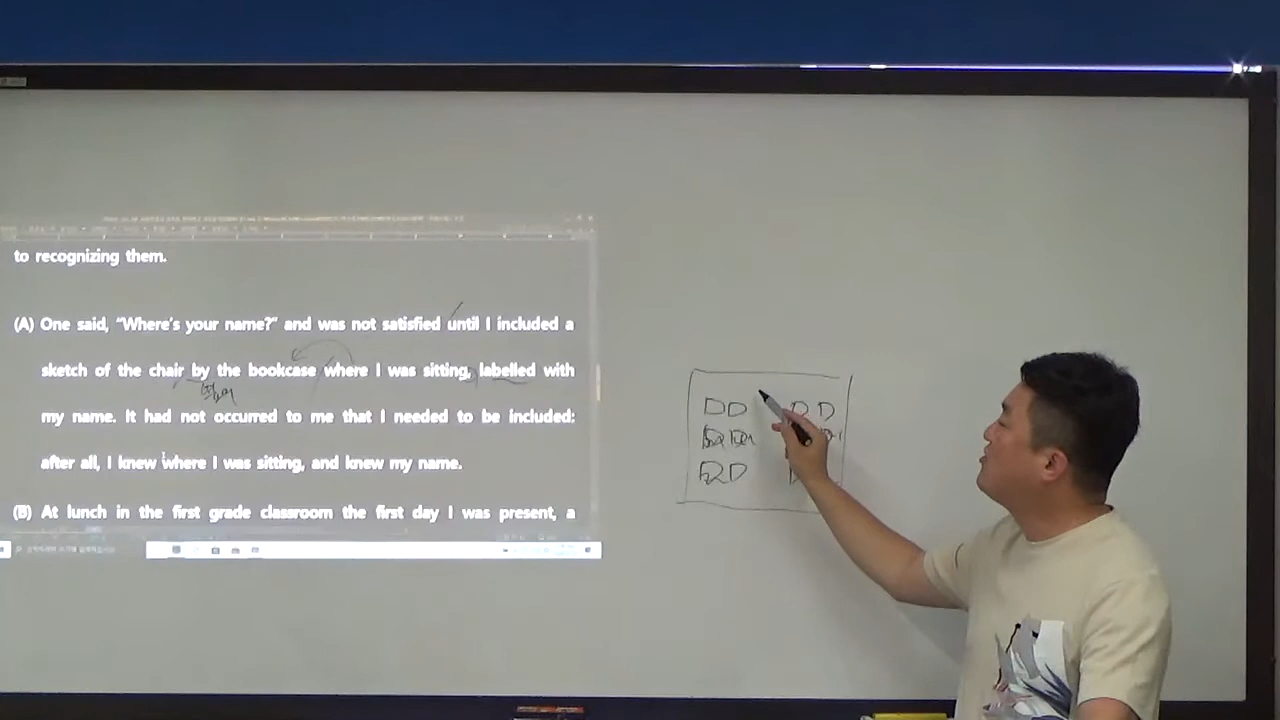 to recognizing them.
(A) One said, “Where’s your name?” and was not satisfied until I included a
sketch of the chair by the bookcase where I was sitting, labelled with
my name. It had not occurred to me that I needed to be included:
after all, I knew where I was sitting, and knew my name.
(B) At lunch in the first grade classroom the first day I was present, a